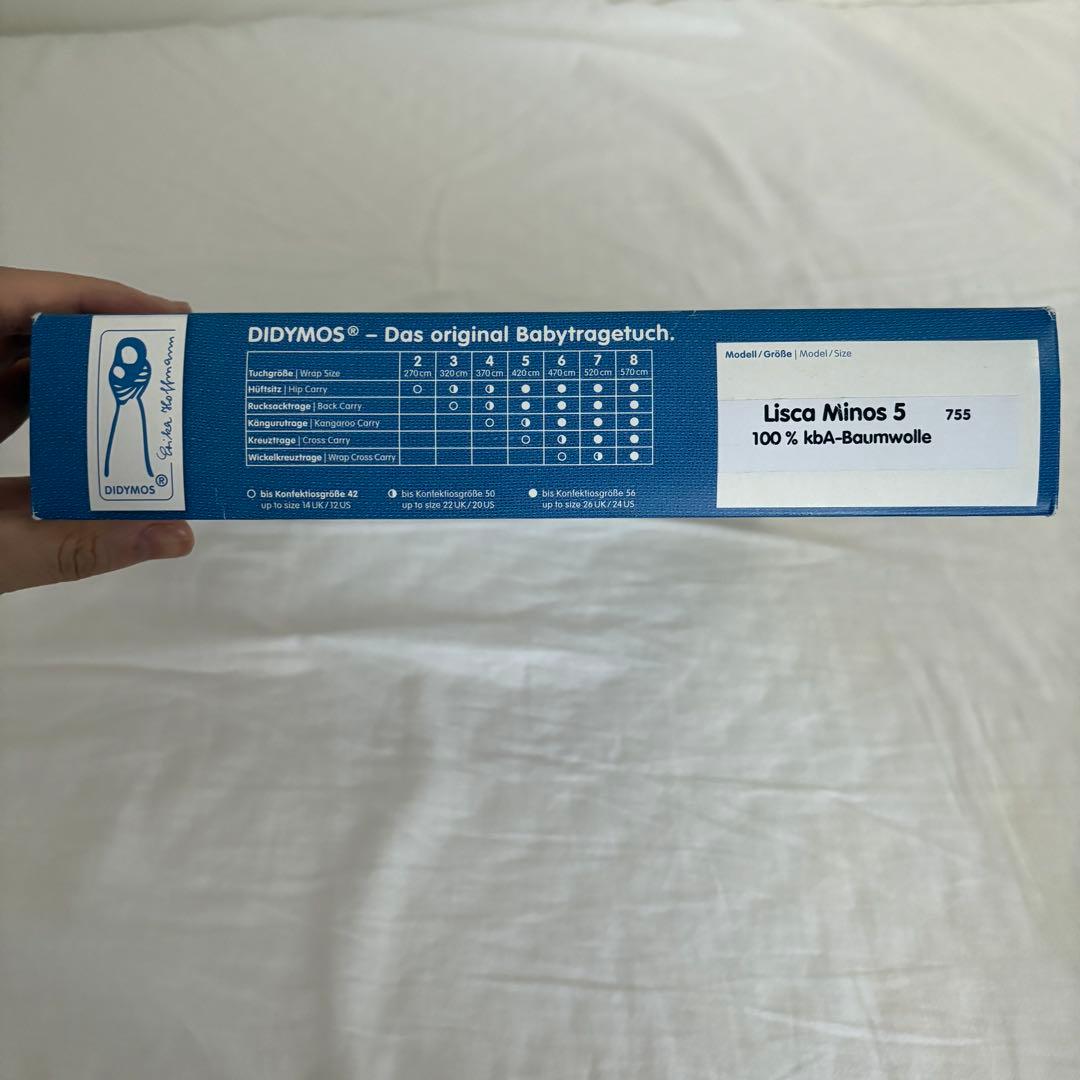 DIDYMOS® – Das original Babytragetuch.
2 3 4 5 6 7 8
Tuchgröße | Wrap Size 270 cm 320 cm 370 cm 420 cm 470 cm 520 cm 570 cm
Hüftsitz | Hip Carry ○ ◑ ◑ ● ● ● ●
Rucksacktrage | Back Carry ○ ◑ ● ● ● ●
Kängurutrage | Kangaroo Carry ○ ◑ ● ● ●
Kreuztrage | Cross Carry ○ ◑ ● ●
Wickelkreuztrage | Wrap Cross Carry ○ ◑ ●
○ bis Konfektiosgröße 42 ◑ bis Konfektiosgröße 50 ● bis Konfektiosgröße 56
up to size 14 UK / 12 US up to size 22 UK / 20 US up to size 26 UK / 24 US
Erika Hoffmann
DIDYMOS®
Modell / Größe | Model / Size
Lisca Minos 5 755
100 % kbA-Baumwolle